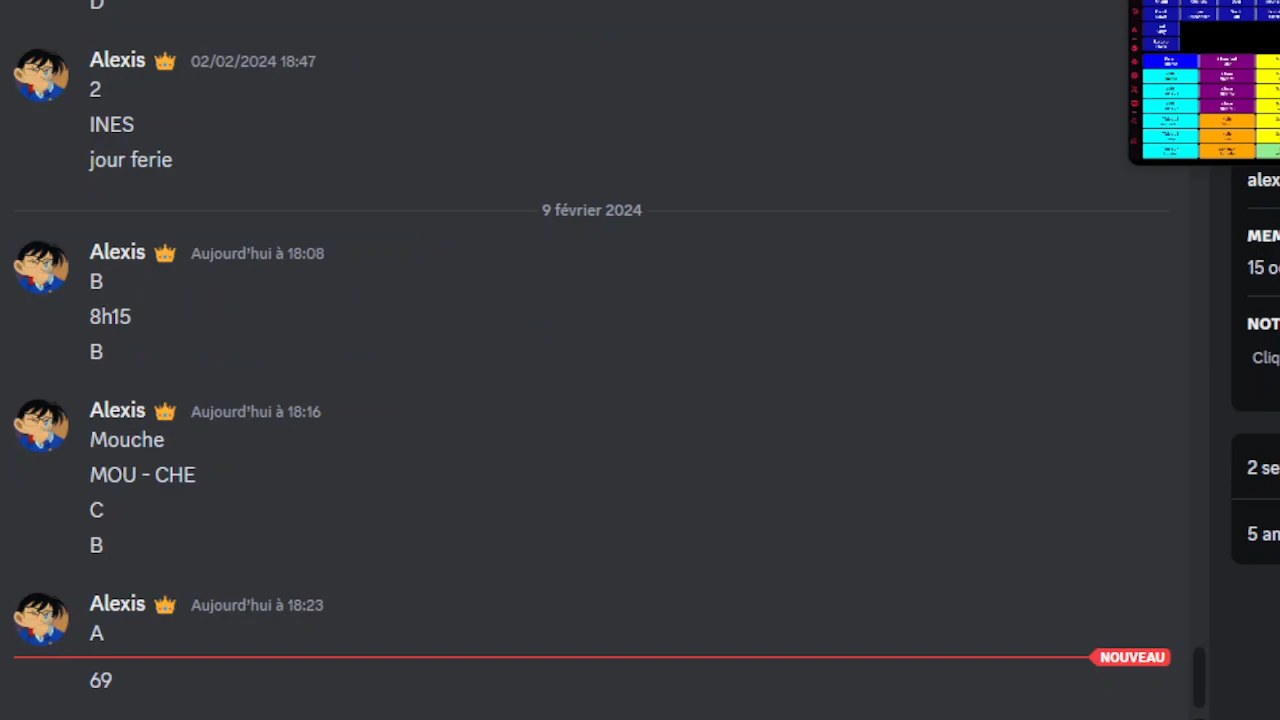 D
Alexis 02/02/2024 18:47
2
INES
jour ferie
9 février 2024
Alexis Aujourd'hui à 18:08
B
8h15
B
Alexis Aujourd'hui à 18:16
Mouche
MOU - CHE
C
B
Alexis Aujourd'hui à 18:23
A
NOUVEAU
69
alex
MEM
15 o
NOT
Cliq
2 se
5 an